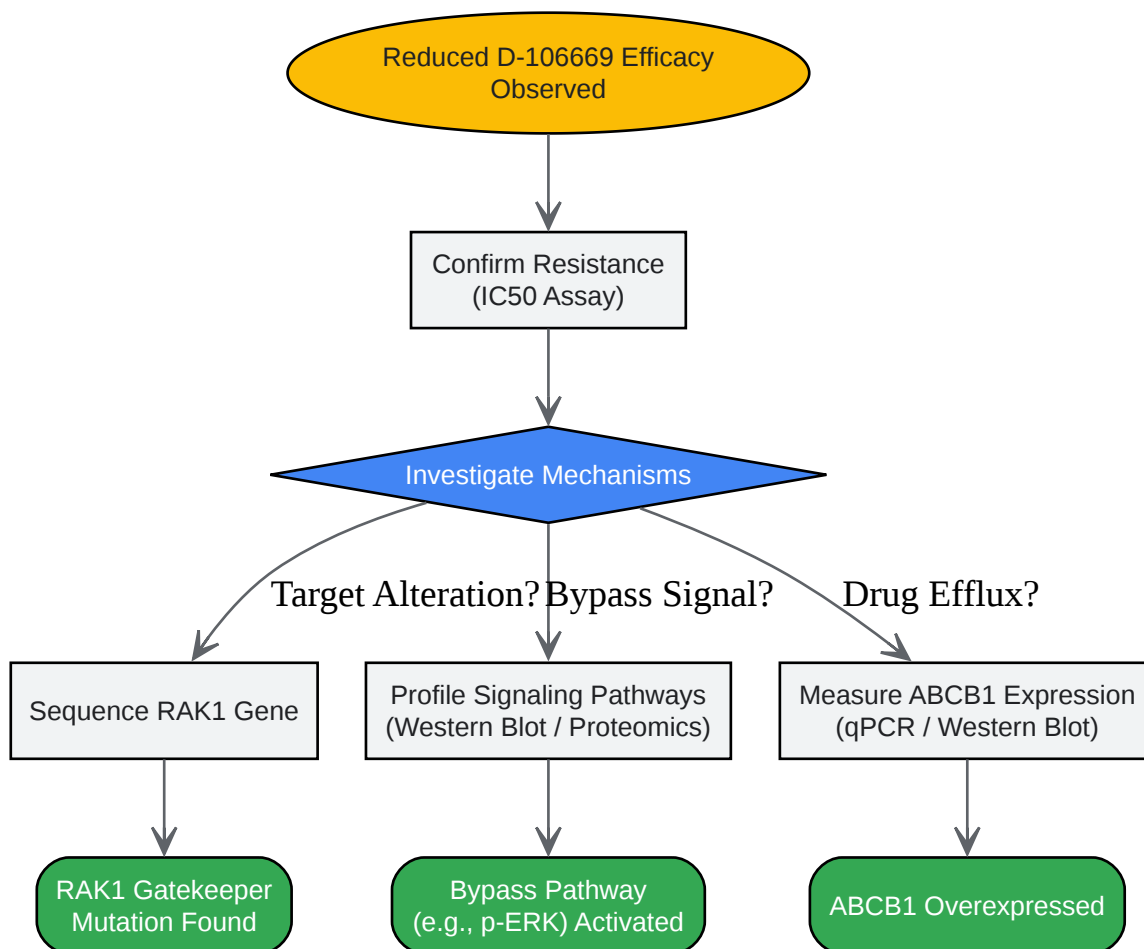 Reduced D-106669 Efficacy
Observed
Confirm Resistance
(IC50 Assay)
Investigate Mechanisms
Target Alteration?
Bypass Signal?
Drug Efflux?
Sequence RAK1 Gene
Profile Signaling Pathways
(Western Blot / Proteomics)
Measure ABCB1 Expression
(qPCR / Western Blot)
RAK1 Gatekeeper
Mutation Found
Bypass Pathway
(e.g., p-ERK) Activated
ABCB1 Overexpressed